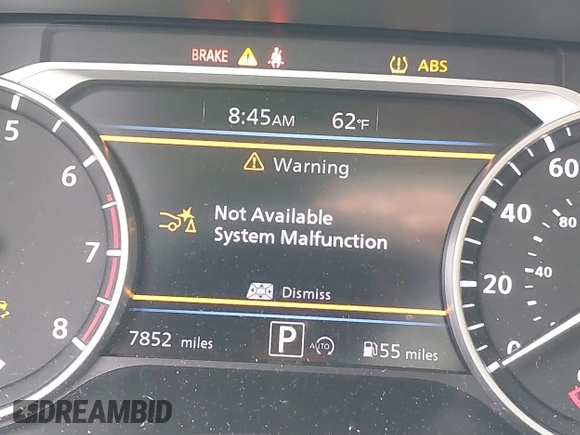 BRAKE
ABS
8:45AM 62°F
Warning
Not Available
System Malfunction
Dismiss
7852 miles P AUTO 55 miles
5
6
7
8
60
40
20
0
80
40
DREAMBID